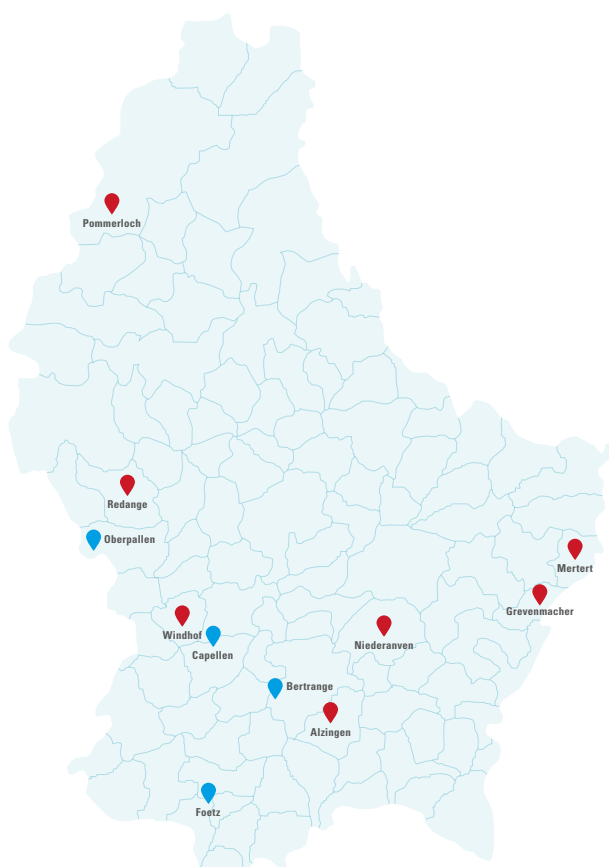 Pommerloch
Redange
Oberpallen
Mertert
Grevenmacher
Windhof
Niederanven
Capellen
Bertrange
Alzingen
Foetz